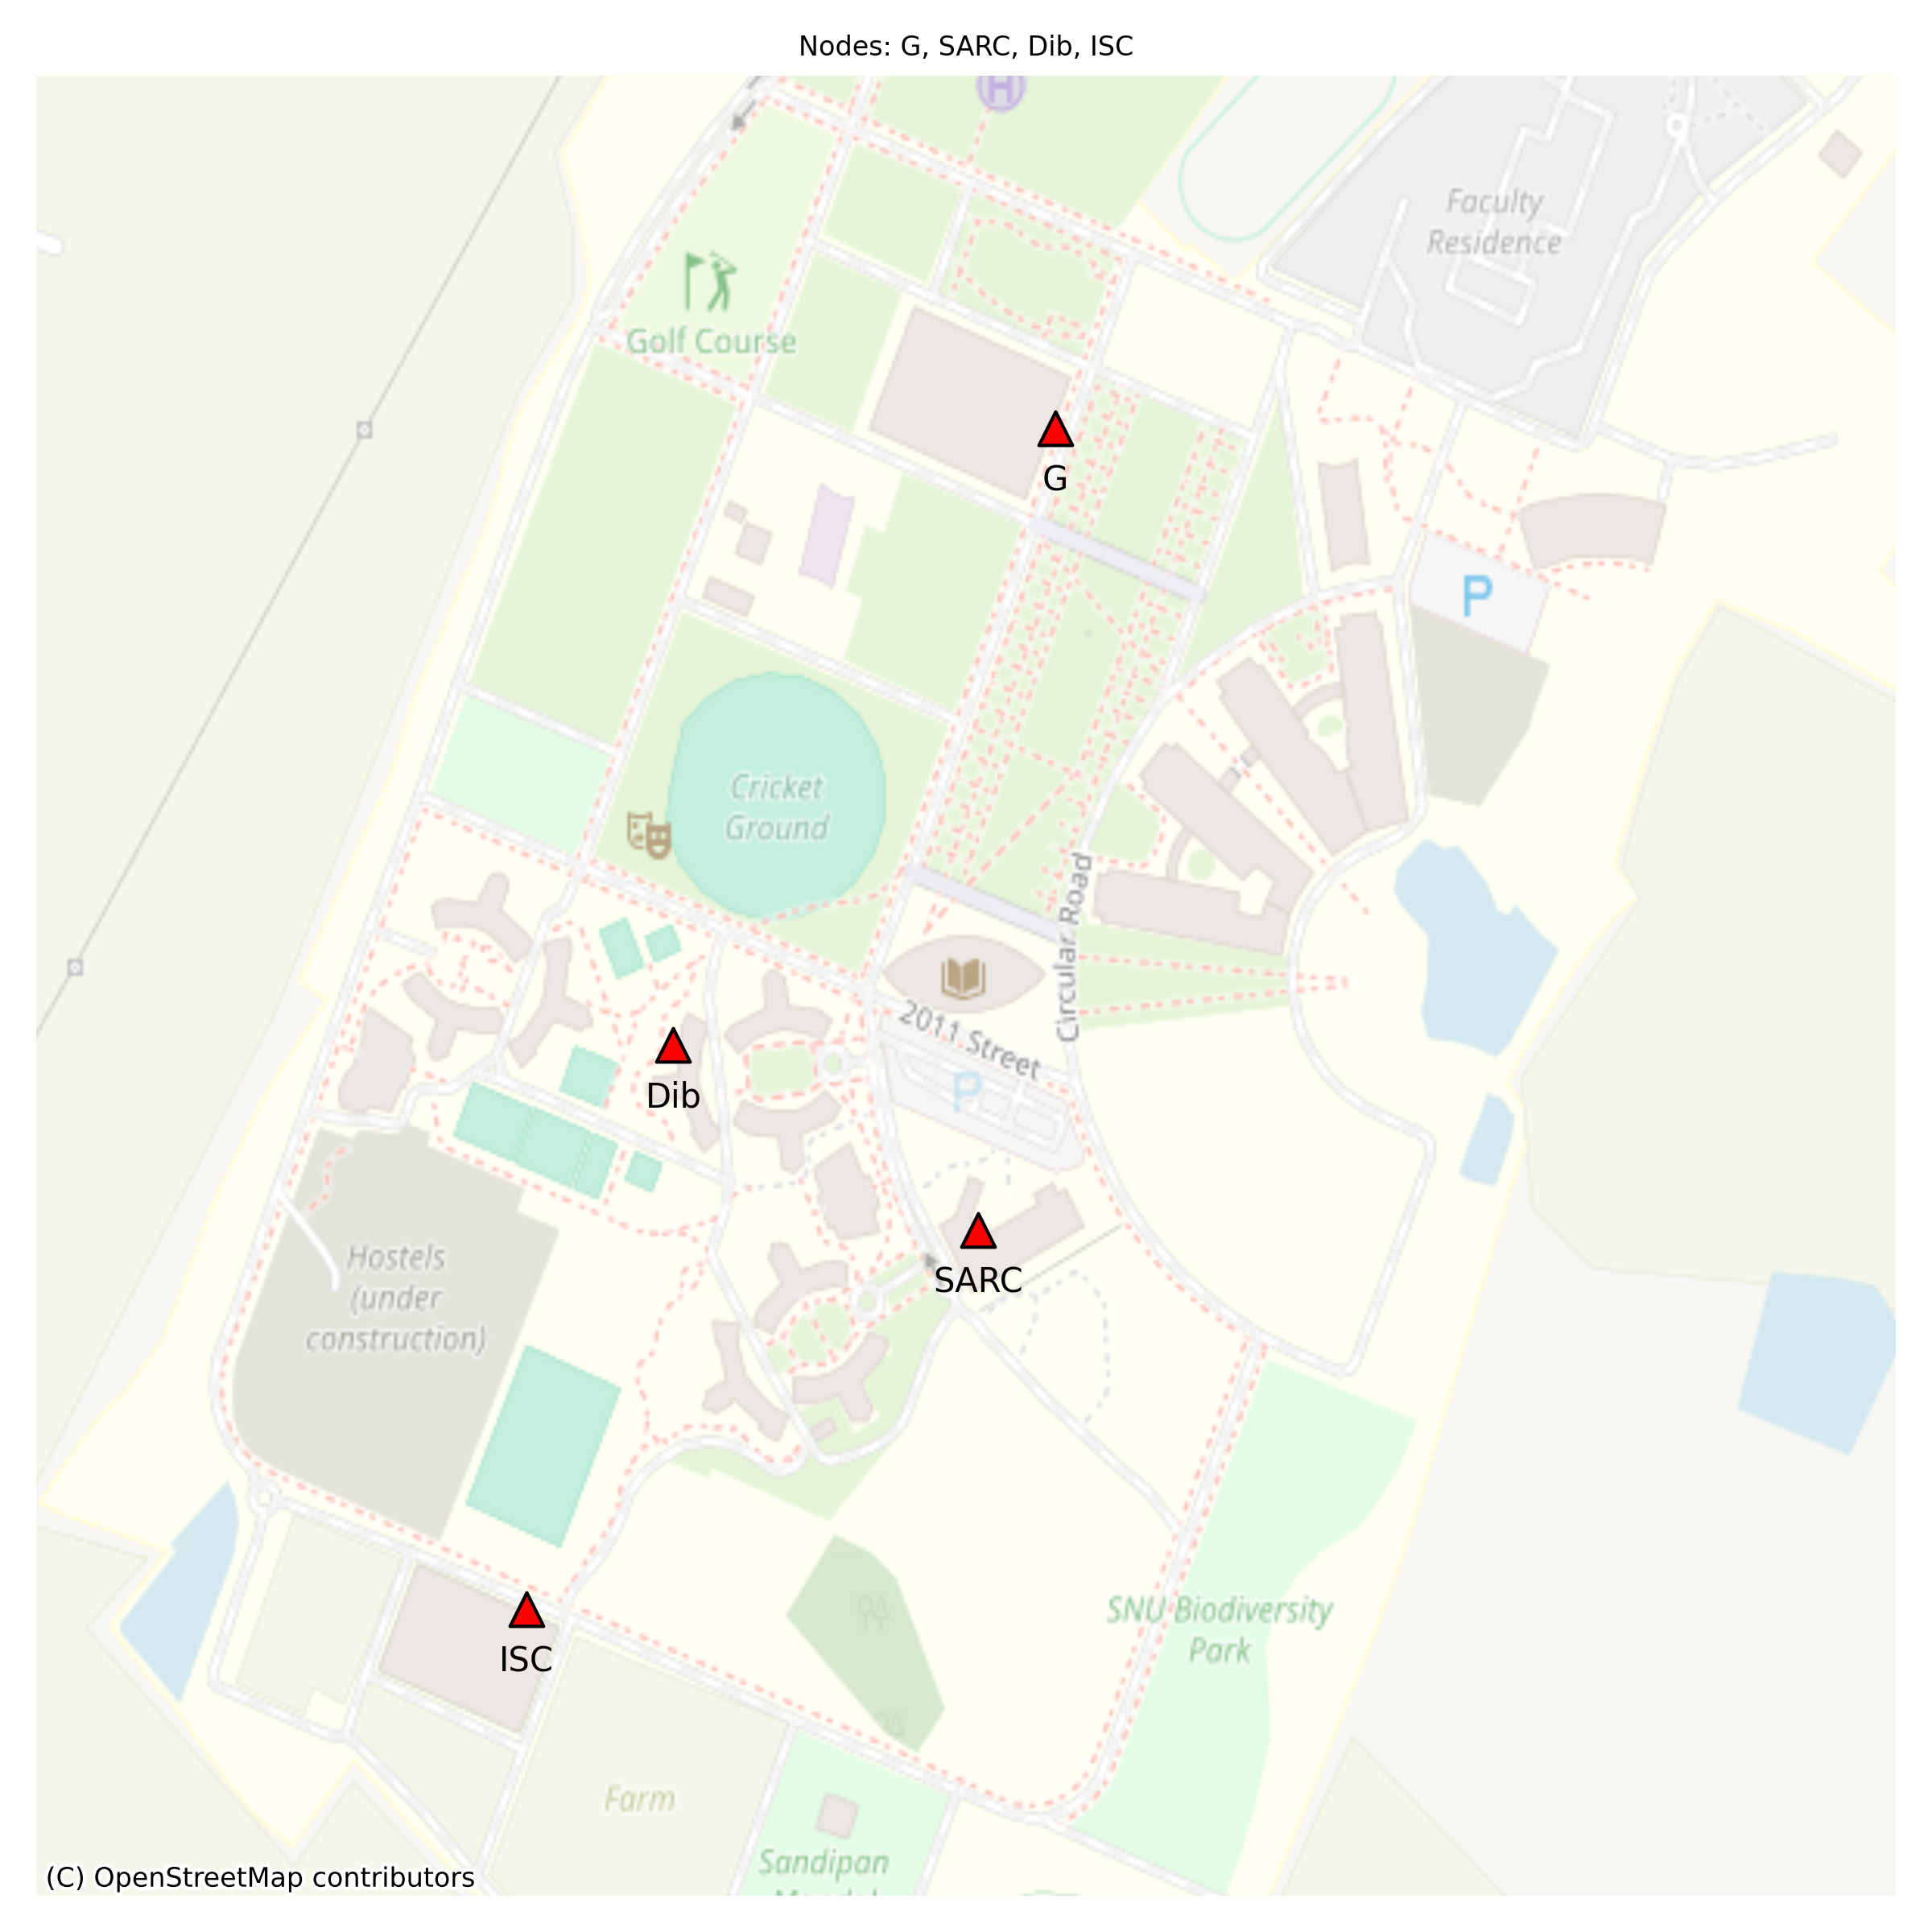 Nodes: G, SARC, Dib, ISC
H
Faculty
Residence
Golf Course
G
P
Cricket
Ground
Circular Road
2011 Street
P
Dib
SARC
Hostels
(under
construction)
ISC
SNU Biodiversity
Park
Farm
Sandipan
(C) OpenStreetMap contributors